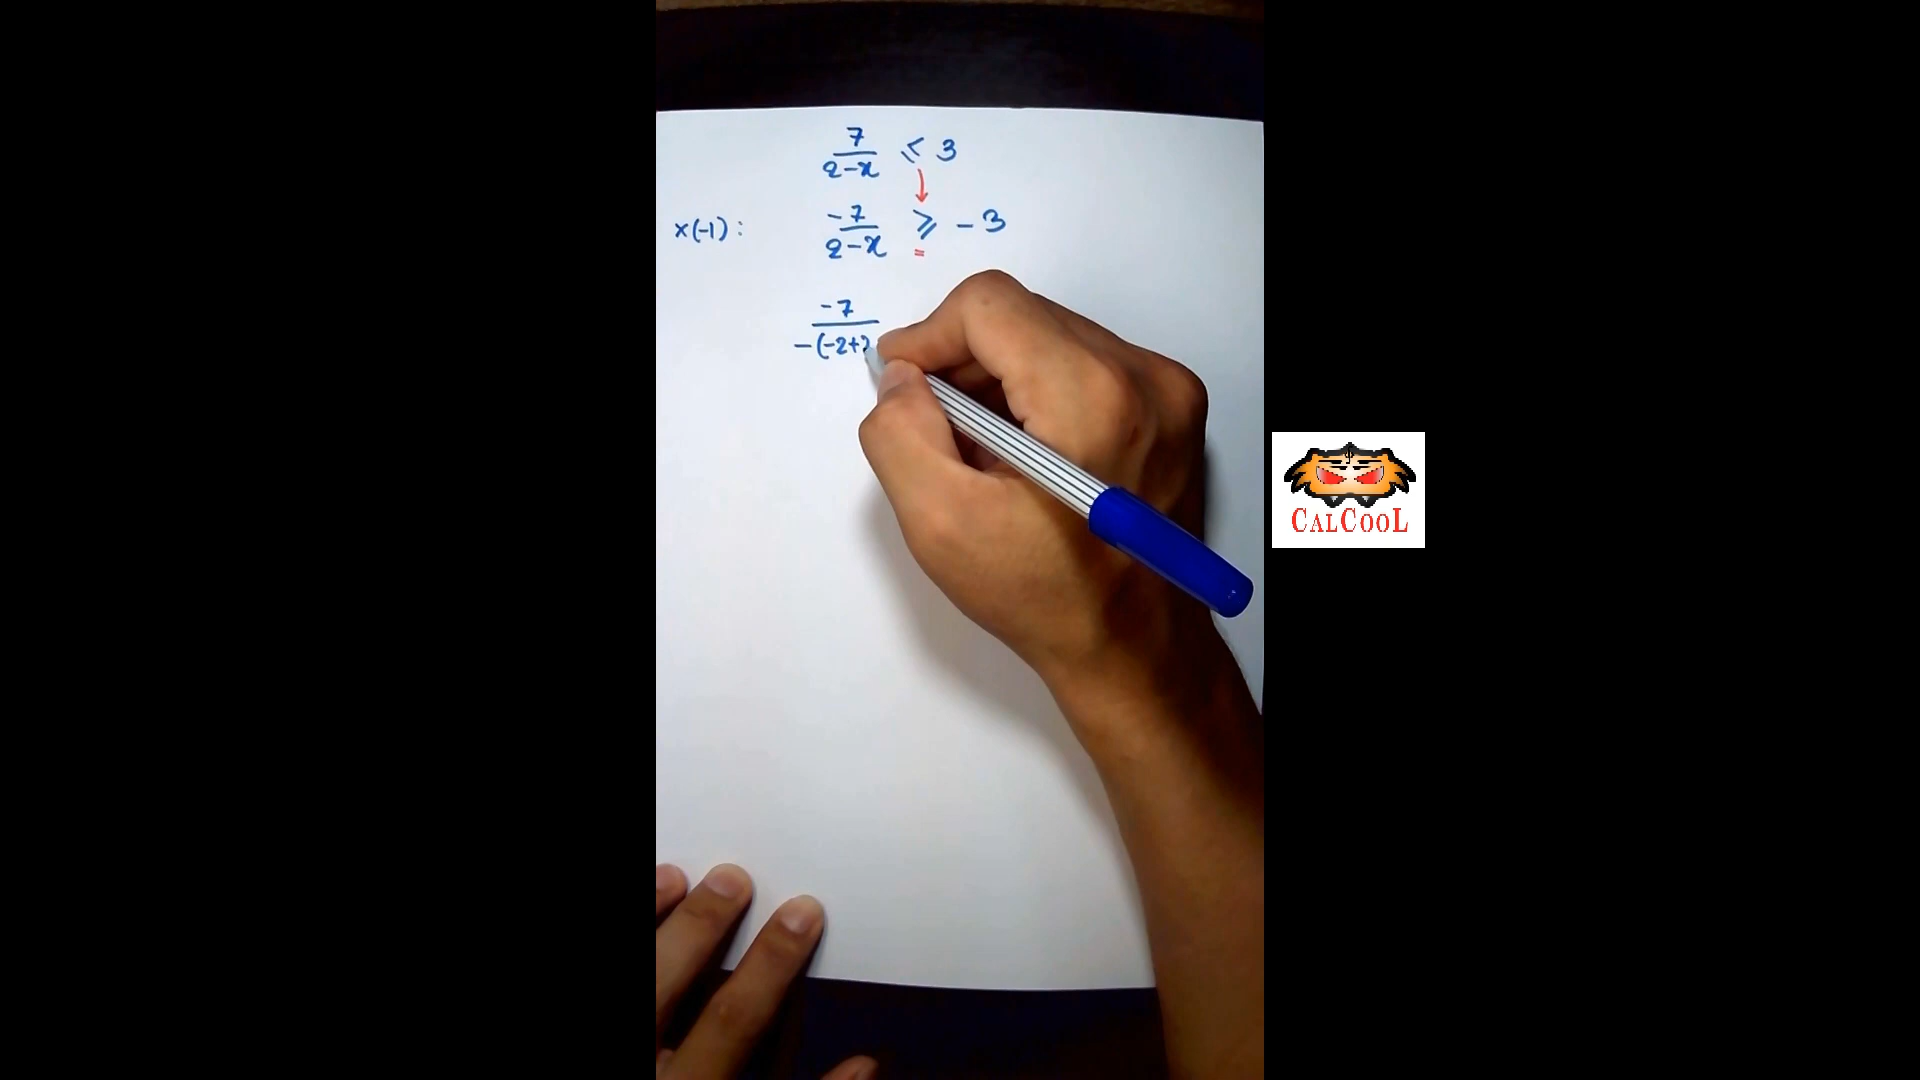 7/(2-x) ≤ 3
x(-1): -7/(2-x) ≥ -3
=
-7/-(-2+
CALCOOL